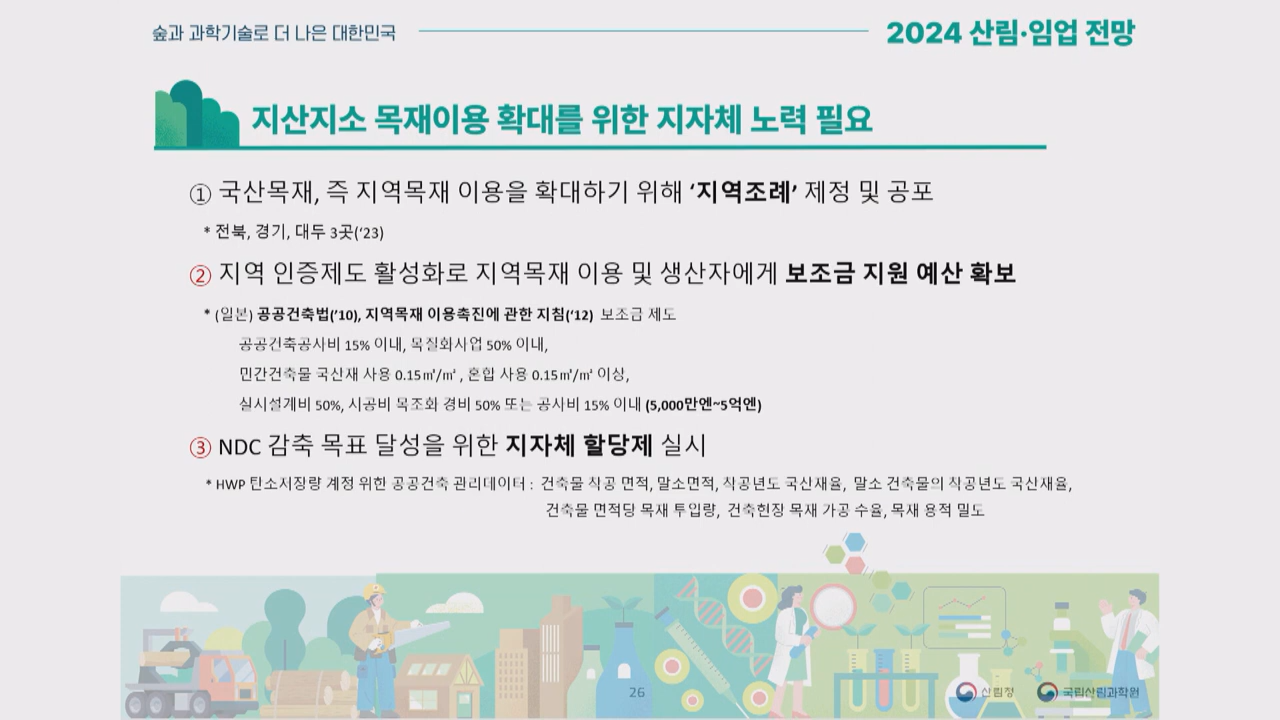 숲과 과학기술로 더 나은 대한민국
2024 산림·임업 전망
지산지소 목재이용 확대를 위한 지자체 노력 필요
① 국산목재, 즉 지역목재 이용을 확대하기 위해 ‘지역조례’ 제정 및 공포
* 전북, 경기, 대두 3곳(‘23)
② 지역 인증제도 활성화로 지역목재 이용 및 생산자에게 보조금 지원 예산 확보
* (일본) 공공건축법(’10), 지역목재 이용촉진에 관한 지침(‘12) 보조금 제도
공공건축공사비 15% 이내, 목질화사업 50% 이내,
민간건축물 국산재 사용 0.15㎥/㎡ , 혼합 사용 0.15㎥/㎡ 이상,
실시설계비 50%, 시공비 목조화 경비 50% 또는 공사비 15% 이내 (5,000만엔~5억엔)
③ NDC 감축 목표 달성을 위한 지자체 할당제 실시
* HWP 탄소저장량 계정 위한 공공건축 관리데이터 : 건축물 착공 면적, 말소면적, 착공년도 국산재율, 말소 건축물의 착공년도 국산재율,
건축물 면적당 목재 투입량, 건축현장 목재 가공 수율, 목재 용적 밀도
26
산림청
국립산림과학원